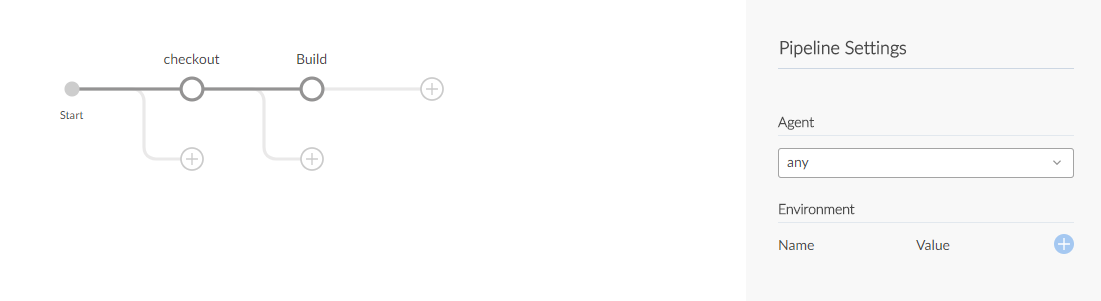 checkout
Build
Start
Pipeline Settings
Agent
any
Environment
Name
Value